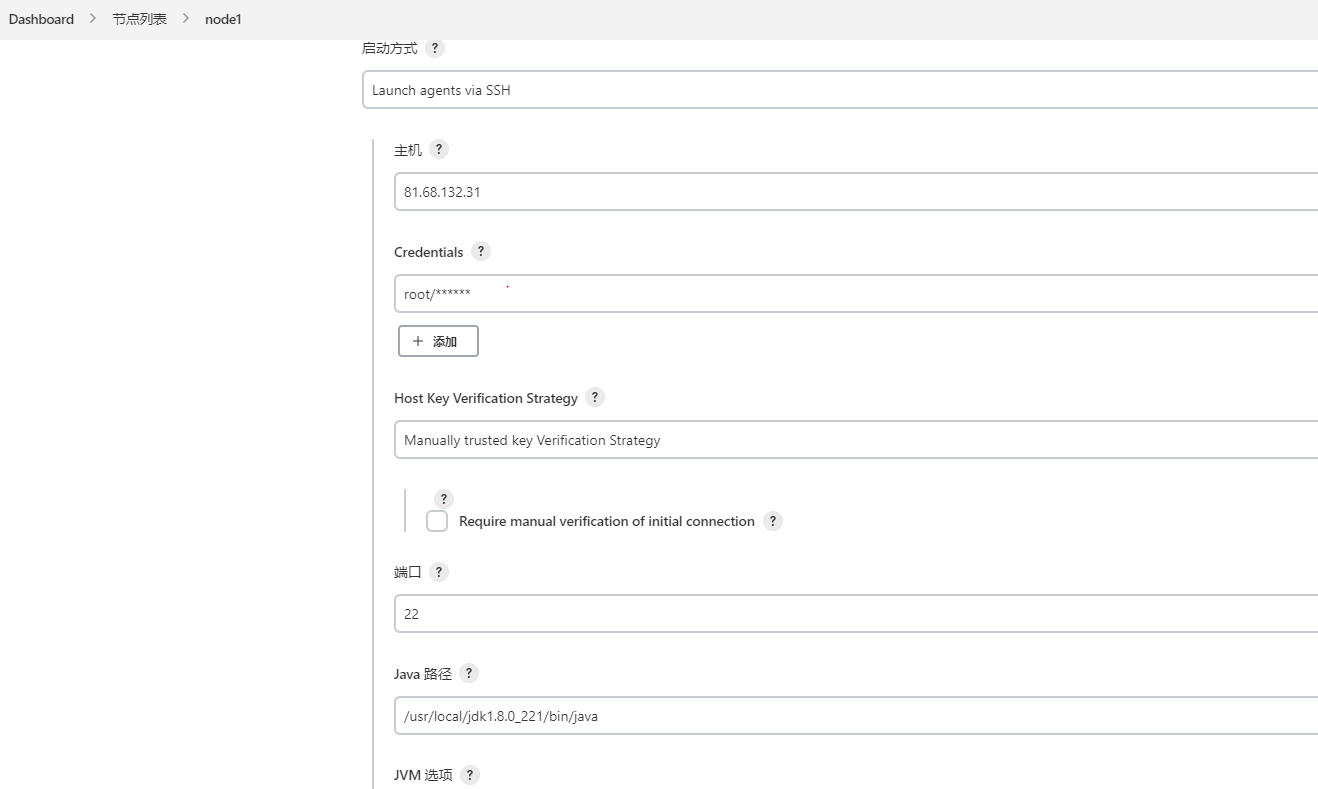 Dashboard > 节点列表 > node1
启动方式 ?
Launch agents via SSH
主机 ?
81.68.132.31
Credentials ?
root/******
+ 添加
Host Key Verification Strategy ?
Manually trusted key Verification Strategy
?
Require manual verification of initial connection ?
端口 ?
22
Java 路径 ?
/usr/local/jdk1.8.0_221/bin/java
JVM 选项 ?